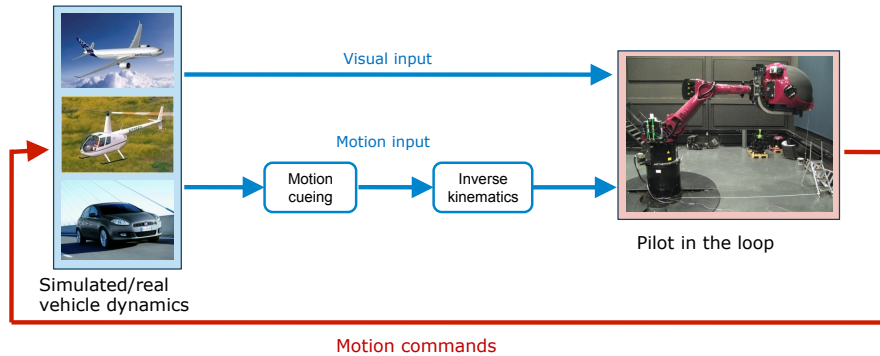 Visual input
Motion input
Motion
cueing
Inverse
kinematics
Pilot in the loop
Simulated/real
vehicle dynamics
Motion commands